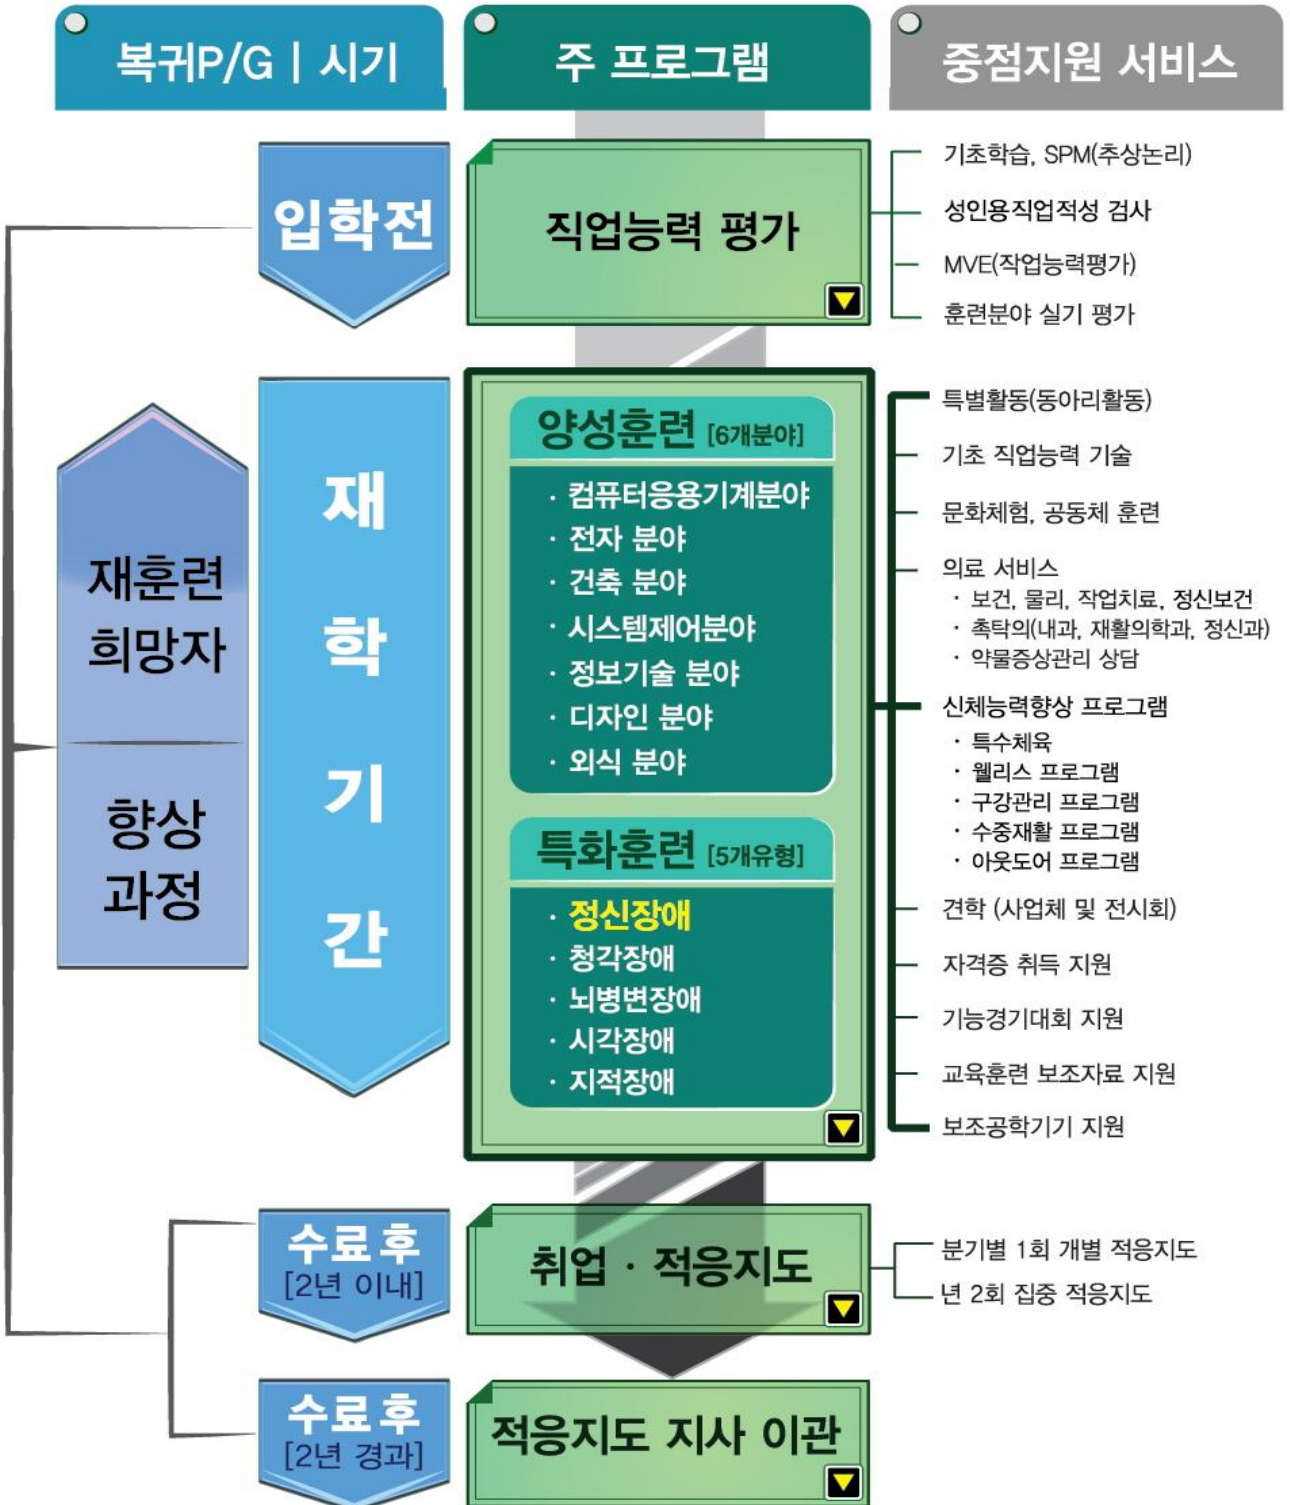 복귀P/G | 시기
주 프로그램
중점지원 서비스
입학전
직업능력 평가
기초학습, SPM(추상논리)
성인용직업적성 검사
MVE(작업능력평가)
훈련분야 실기 평가
재훈련
희망자
향상
과정
재
학
기
간
양성훈련 [6개분야]
· 컴퓨터응용기계분야
· 전자 분야
· 건축 분야
· 시스템제어분야
· 정보기술 분야
· 디자인 분야
· 외식 분야
특화훈련 [5개유형]
· 정신장애
· 청각장애
· 뇌병변장애
· 시각장애
· 지적장애
특별활동(동아리활동)
기초 직업능력 기술
문화체험, 공동체 훈련
의료 서비스
· 보건, 물리, 작업치료, 정신보건
· 촉탁의(내과, 재활의학과, 정신과)
· 약물증상관리 상담
신체능력향상 프로그램
· 특수체육
· 웰리스 프로그램
· 구강관리 프로그램
· 수중재활 프로그램
· 아웃도어 프로그램
견학 (사업체 및 전시회)
자격증 취득 지원
기능경기대회 지원
교육훈련 보조자료 지원
보조공학기기 지원
수료 후
[2년 이내]
취업 · 적응지도
분기별 1회 개별 적응지도
년 2회 집중 적응지도
수료 후
[2년 경과]
적응지도 지사 이관